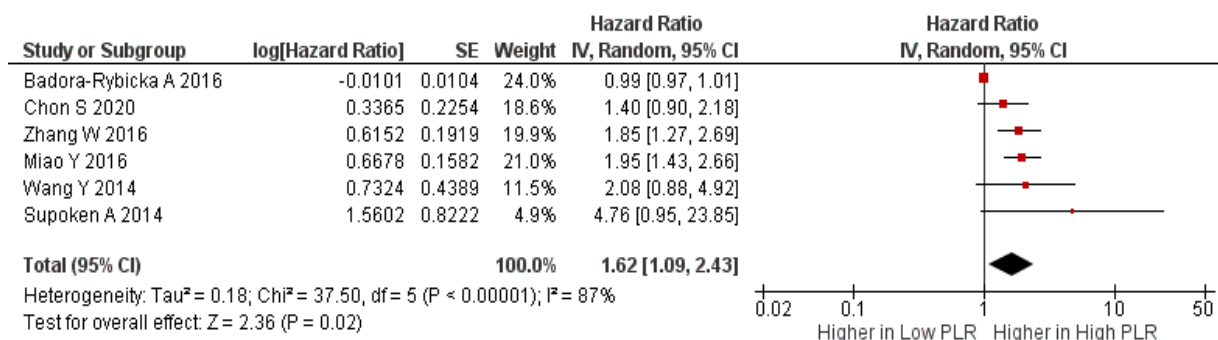 Hazard Ratio Hazard Ratio
Study or Subgroup log[Hazard Ratio] SE Weight IV, Random, 95% CI IV, Random, 95% CI
Badora-Rybicka A 2016 -0.0101 0.0104 24.0% 0.99 [0.97, 1.01]
Chon S 2020 0.3365 0.2254 18.6% 1.40 [0.90, 2.18]
Zhang W 2016 0.6152 0.1919 19.9% 1.85 [1.27, 2.69]
Miao Y 2016 0.6678 0.1582 21.0% 1.95 [1.43, 2.66]
Wang Y 2014 0.7324 0.4389 11.5% 2.08 [0.88, 4.92]
Supoken A 2014 1.5602 0.8222 4.9% 4.76 [0.95, 23.85]
Total (95% CI) 100.0% 1.62 [1.09, 2.43]
Heterogeneity: Tau² = 0.18; Chi² = 37.50, df = 5 (P < 0.00001); I² = 87%
Test for overall effect: Z = 2.36 (P = 0.02)
0.02 0.1 1 10 50
Higher in Low PLR Higher in High PLR